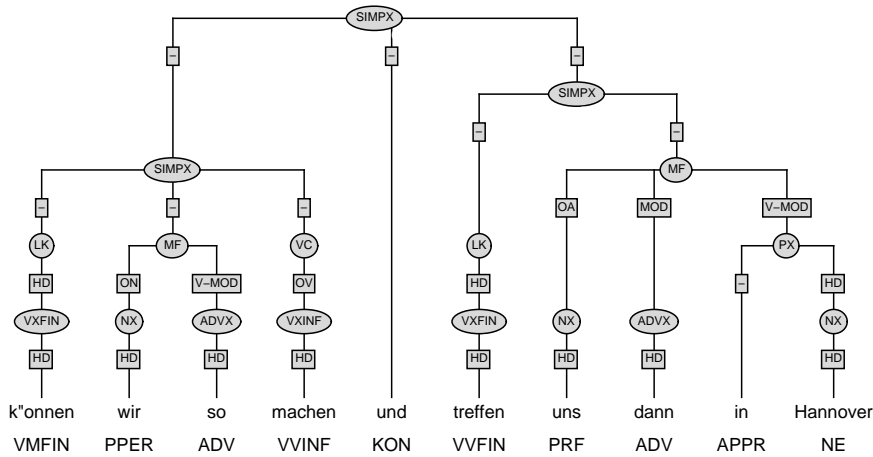 SIMPX
– – –
SIMPX
– –
SIMPX MF
– – – OA MOD V–MOD
LK MF VC LK PX
HD ON V–MOD OV HD – HD
VXFIN NX ADVX VXINF VXFIN NX ADVX NX
HD HD HD HD HD HD HD HD
k"onnen wir so machen und treffen uns dann in Hannover
VMFIN PPER ADV VVINF KON VVFIN PRF ADV APPR NE